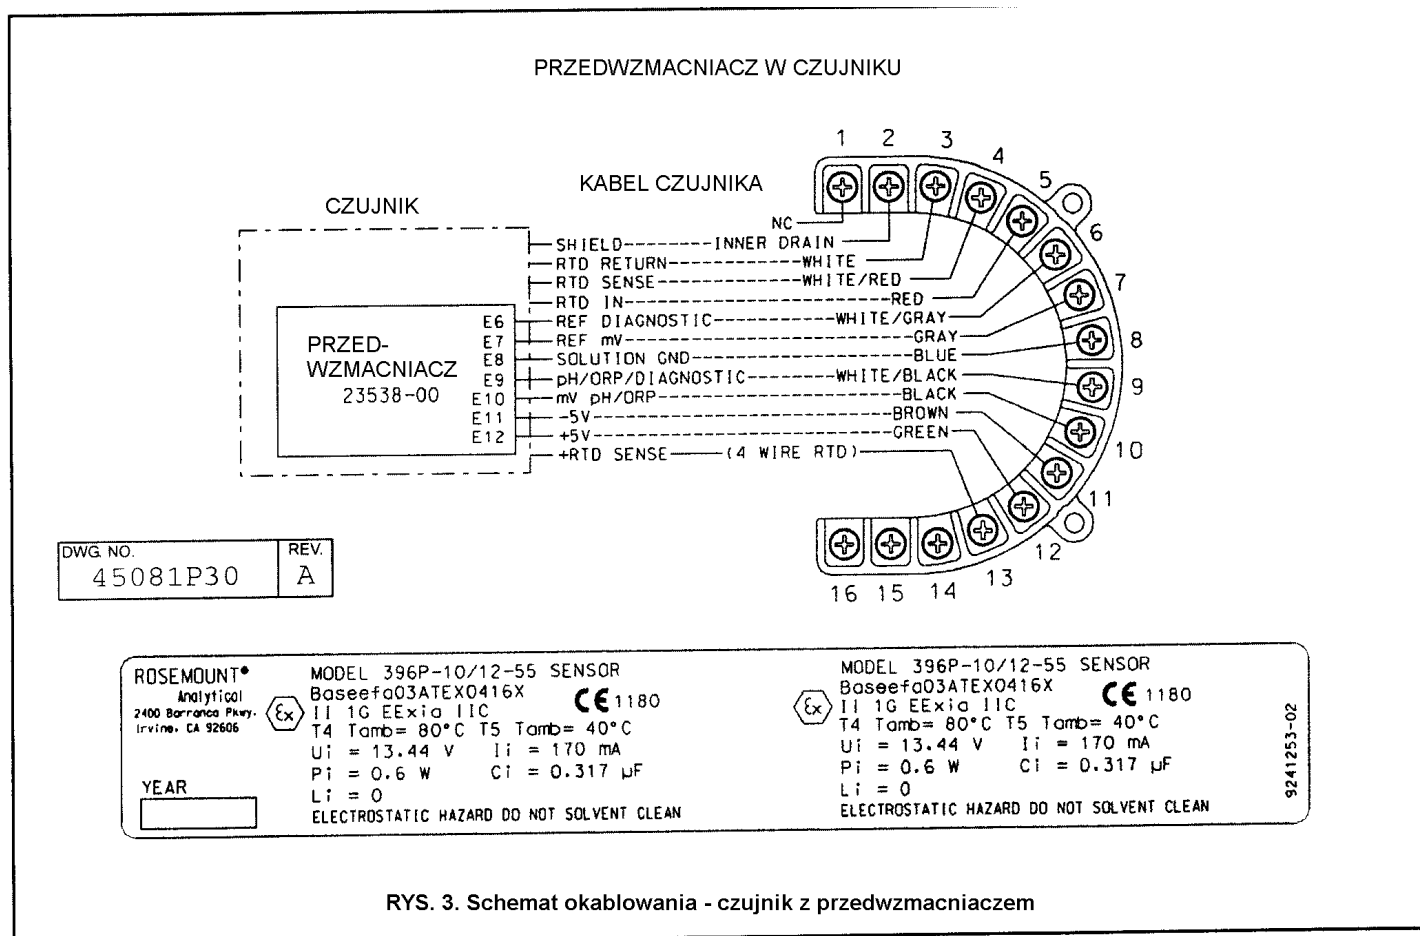 PRZEDWZMACNIACZ W CZUJNIKU
1 2 3 4 5 6 7 8 9 10 11 12 13 14 15 16
KABEL CZUJNIKA
CZUJNIK
NC
SHIELD INNER DRAIN
RTD RETURN WHITE
RTD SENSE WHITE/RED
RTD IN RED
E6 REF DIAGNOSTIC WHITE/GRAY
E7 REF mV GRAY
E8 SOLUTION GND BLUE
E9 pH/ORP/DIAGNOSTIC WHITE/BLACK
E10 mV pH/ORP BLACK
E11 -5V BROWN
E12 +5V GREEN
+RTD SENSE (4 WIRE RTD)
PRZED-
WZMACNIACZ
23538-00
DWG. NO.
45081P30
REV.
A
ROSEMOUNT
Analytical
2400 Barranca Pkwy.
Irvine, CA 92606
YEAR
MODEL 396P-10/12-55 SENSOR
Baseefa03ATEX0416X
CE 1180
Ex
II 1G EExia IIC
T4 Tamb= 80°C T5 Tamb= 40°C
Ui = 13.44 V Ii = 170 mA
Pi = 0.6 W Ci = 0.317 µF
Li = 0
ELECTROSTATIC HAZARD DO NOT SOLVENT CLEAN
MODEL 396P-10/12-55 SENSOR
Baseefa03ATEX0416X
CE 1180
Ex
II 1G EExia IIC
T4 Tamb= 80°C T5 Tamb= 40°C
Ui = 13.44 V Ii = 170 mA
Pi = 0.6 W Ci = 0.317 µF
Li = 0
ELECTROSTATIC HAZARD DO NOT SOLVENT CLEAN
9241253-02
RYS. 3. Schemat okablowania - czujnik z przedwzmacniaczem